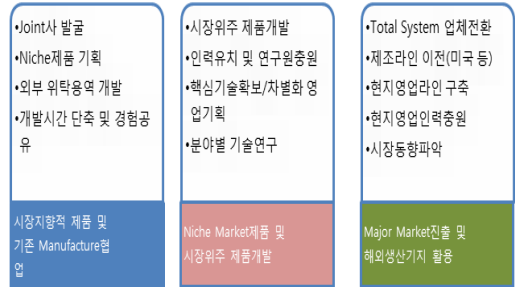 •Joint사 발굴
•Niche제품 기획
•외부 위탁용역 개발
•개발시간 단축 및 경험공
유
시장지향적 제품 및
기존 Manufacture협
업
•시장위주 제품개발
•인력유치 및 연구원충원
•핵심기술확보/차별화 영
업기획
•분야별 기술연구
Niche Market제품 및
시장위주 제품개발
•Total System 업체전환
•제조라인 이전(미국 등)
•현지영업라인 구축
•현지영업인력충원
•시장동향파악
Major Market진출 및
해외생산기지 활용